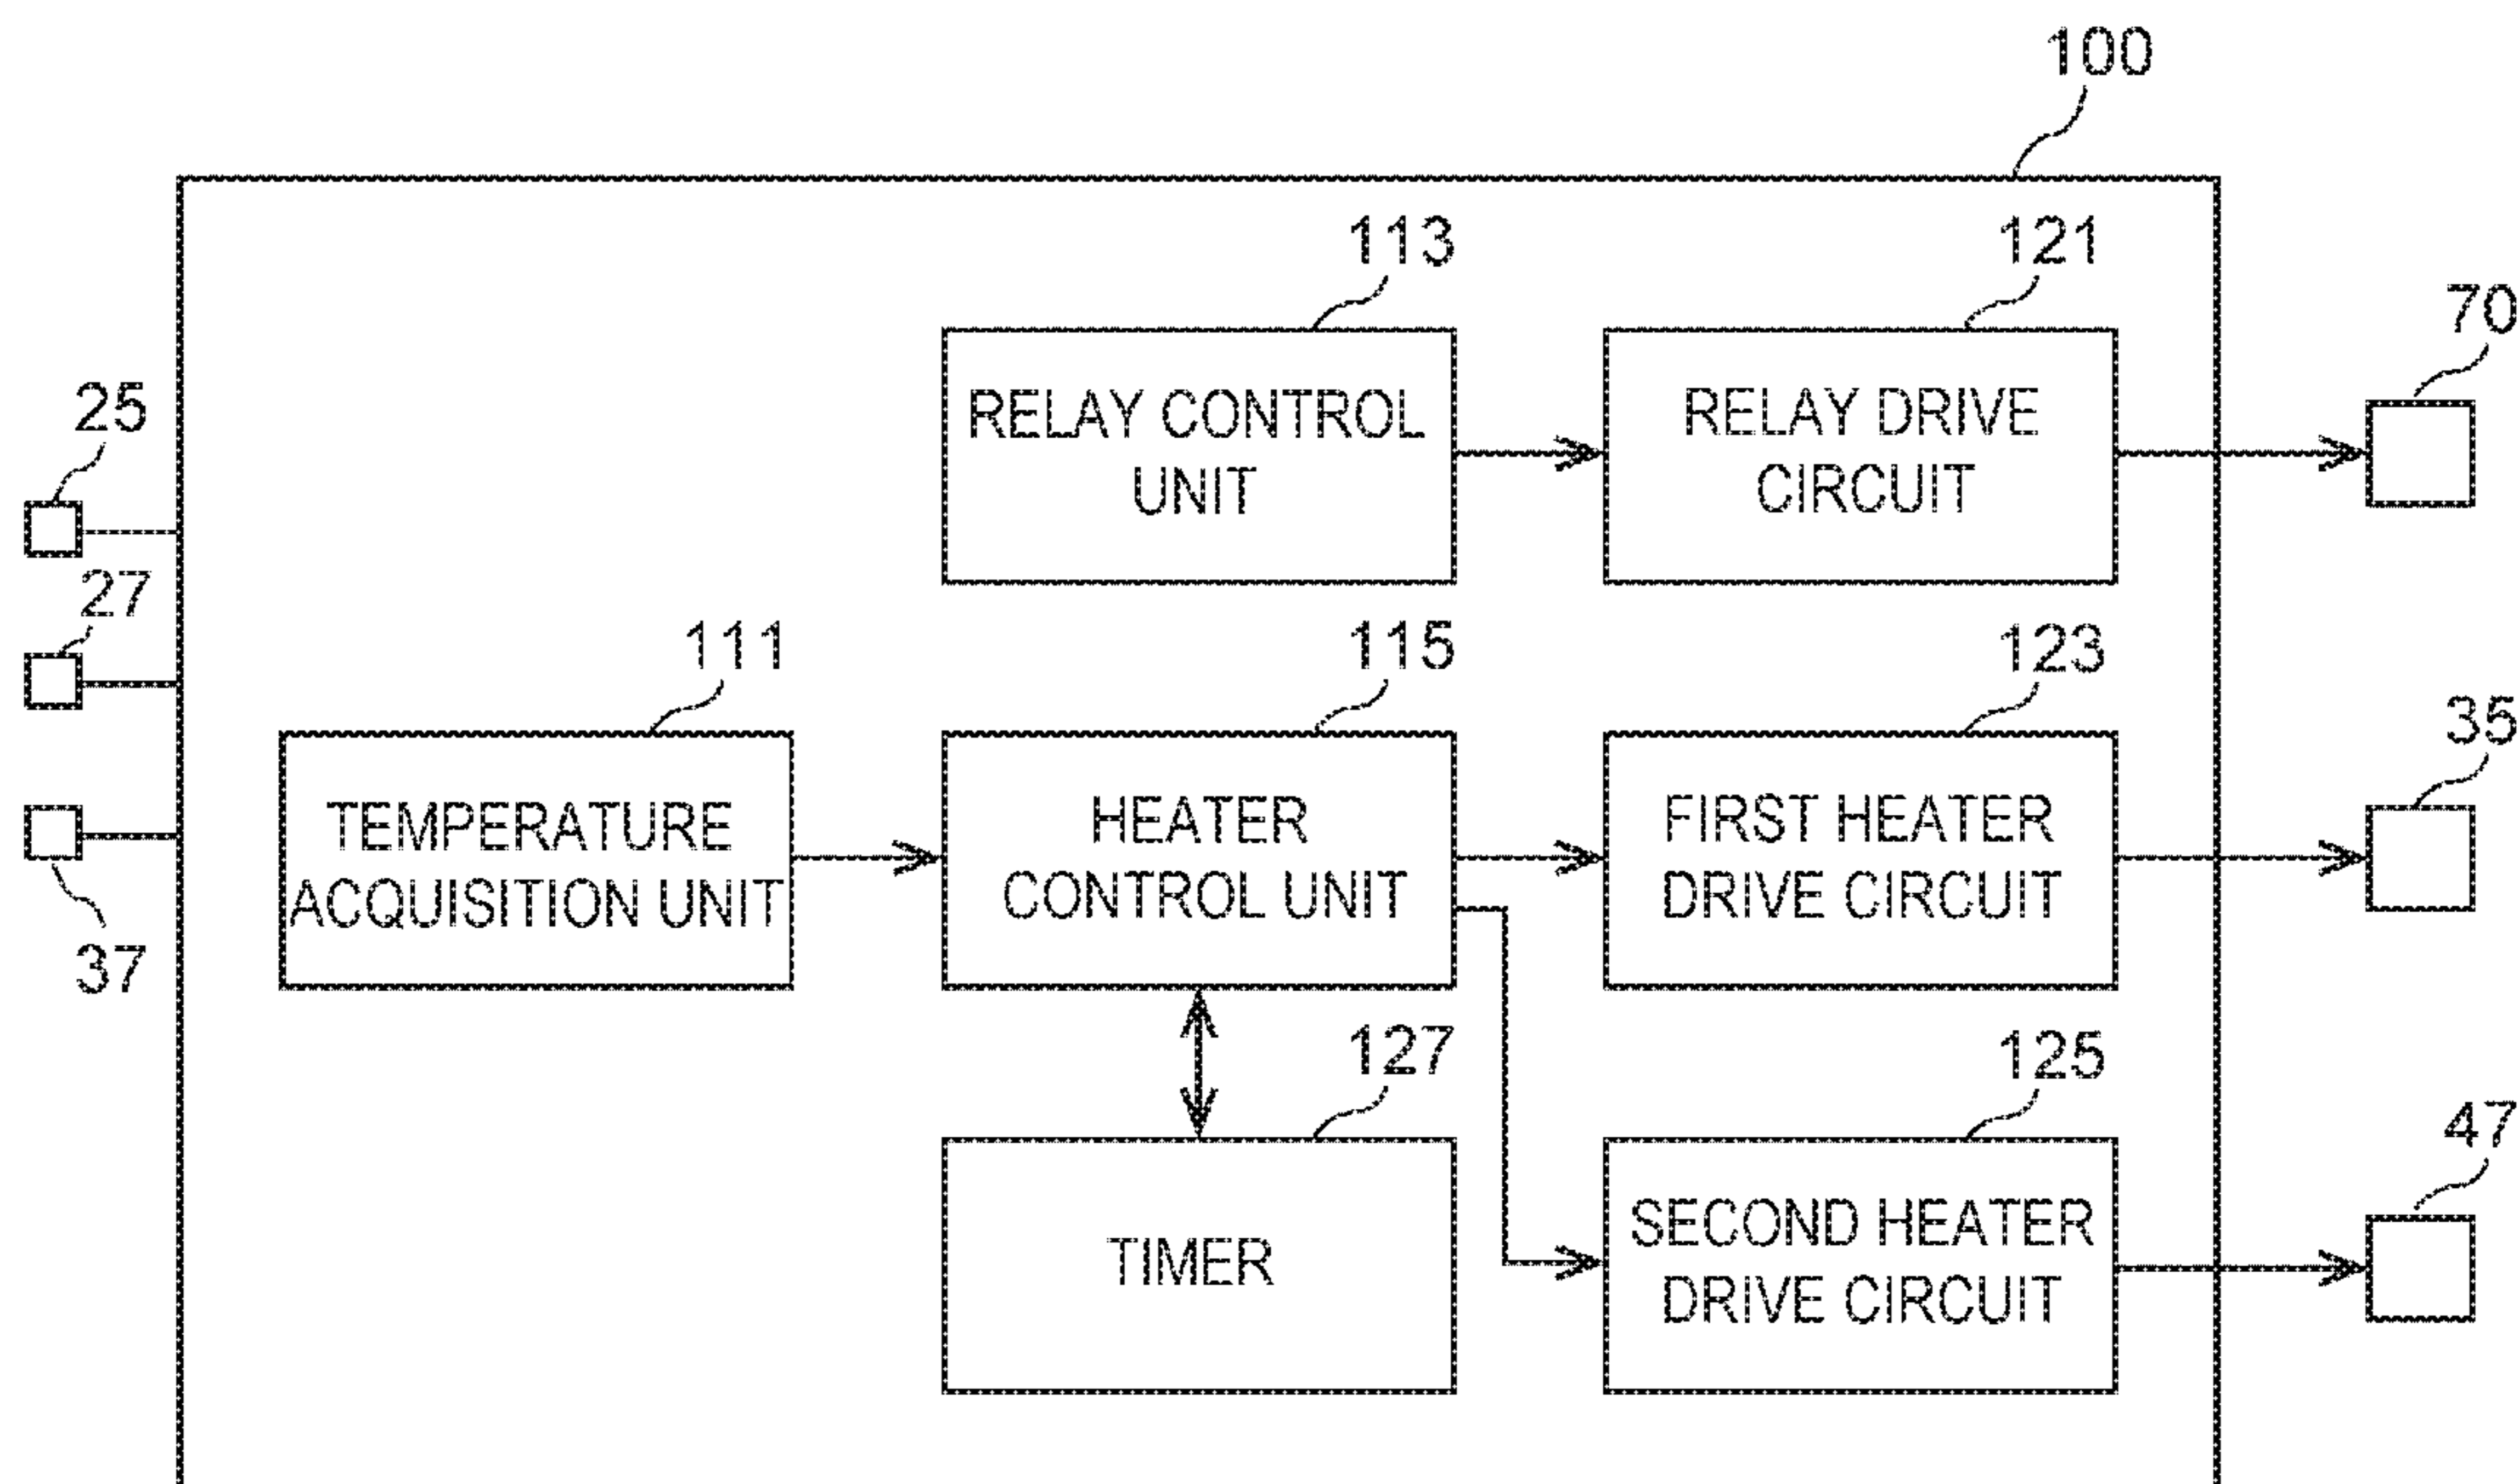 100
113
121
70
RELAY CONTROL
UNIT
RELAY DRIVE
CIRCUIT
25
27
37
111
115
123
35
TEMPERATURE
ACQUISITION UNIT
HEATER
CONTROL UNIT
FIRST HEATER
DRIVE CIRCUIT
127
125
47
TIMER
SECOND HEATER
DRIVE CIRCUIT